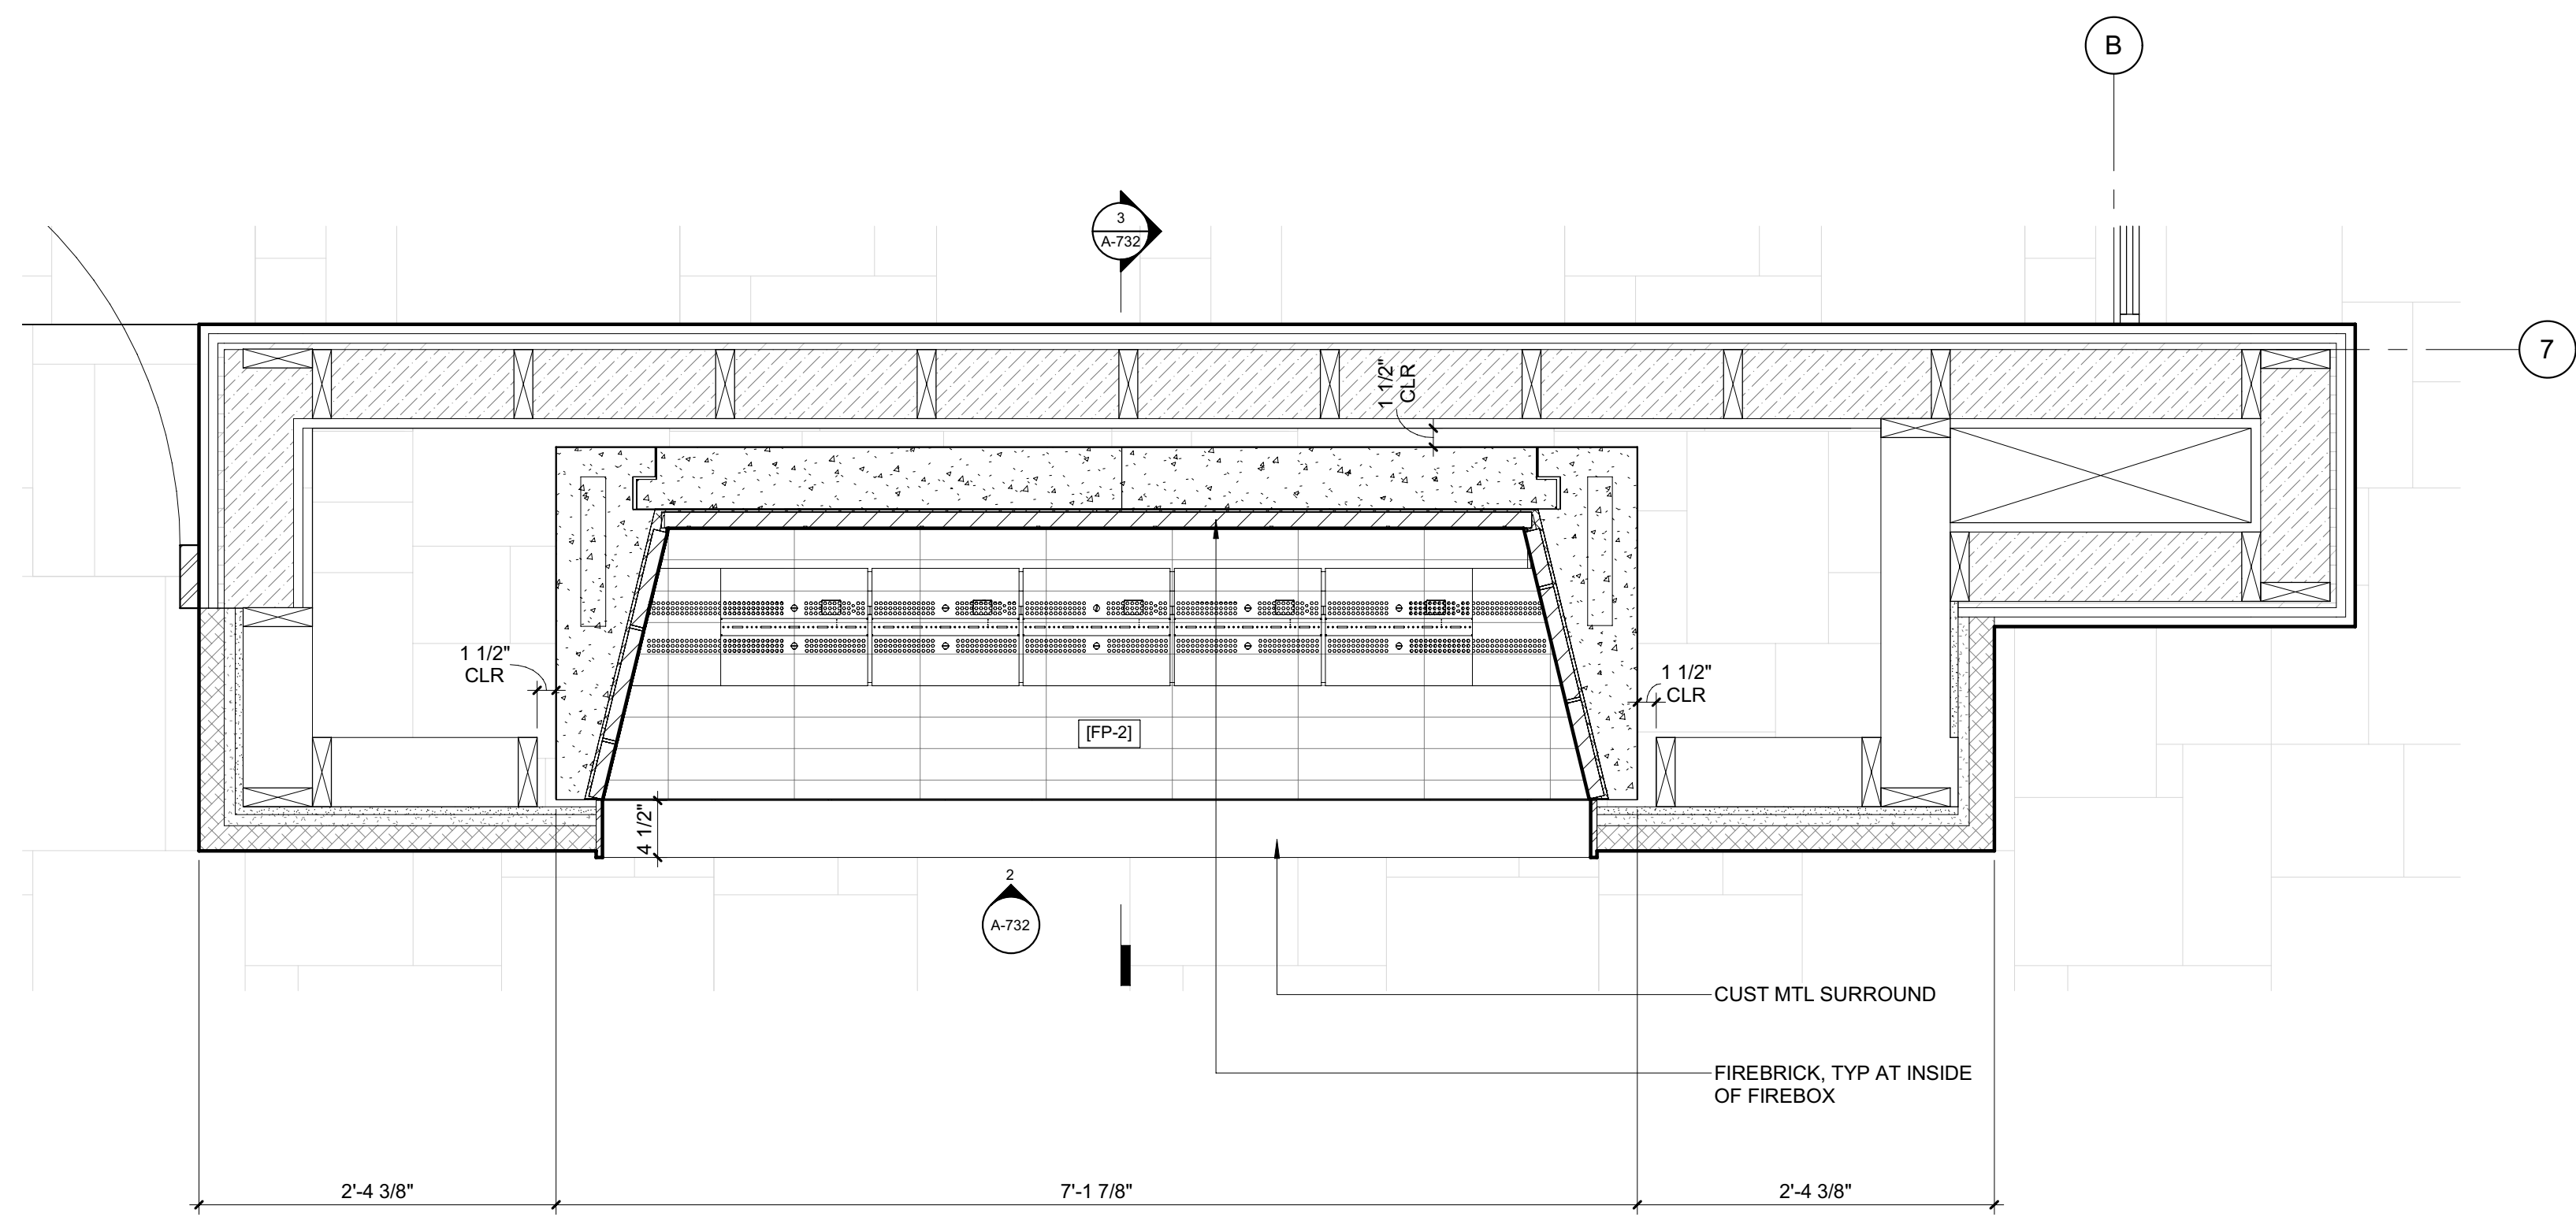 B
3
A-732
7
1 1/2"
CLR
1 1/2"
CLR
1 1/2"
CLR
[FP-2]
4 1/2"
2
A-732
CUST MTL SURROUND
FIREBRICK, TYP AT INSIDE
OF FIREBOX
2'-4 3/8"
7'-1 7/8"
2'-4 3/8"